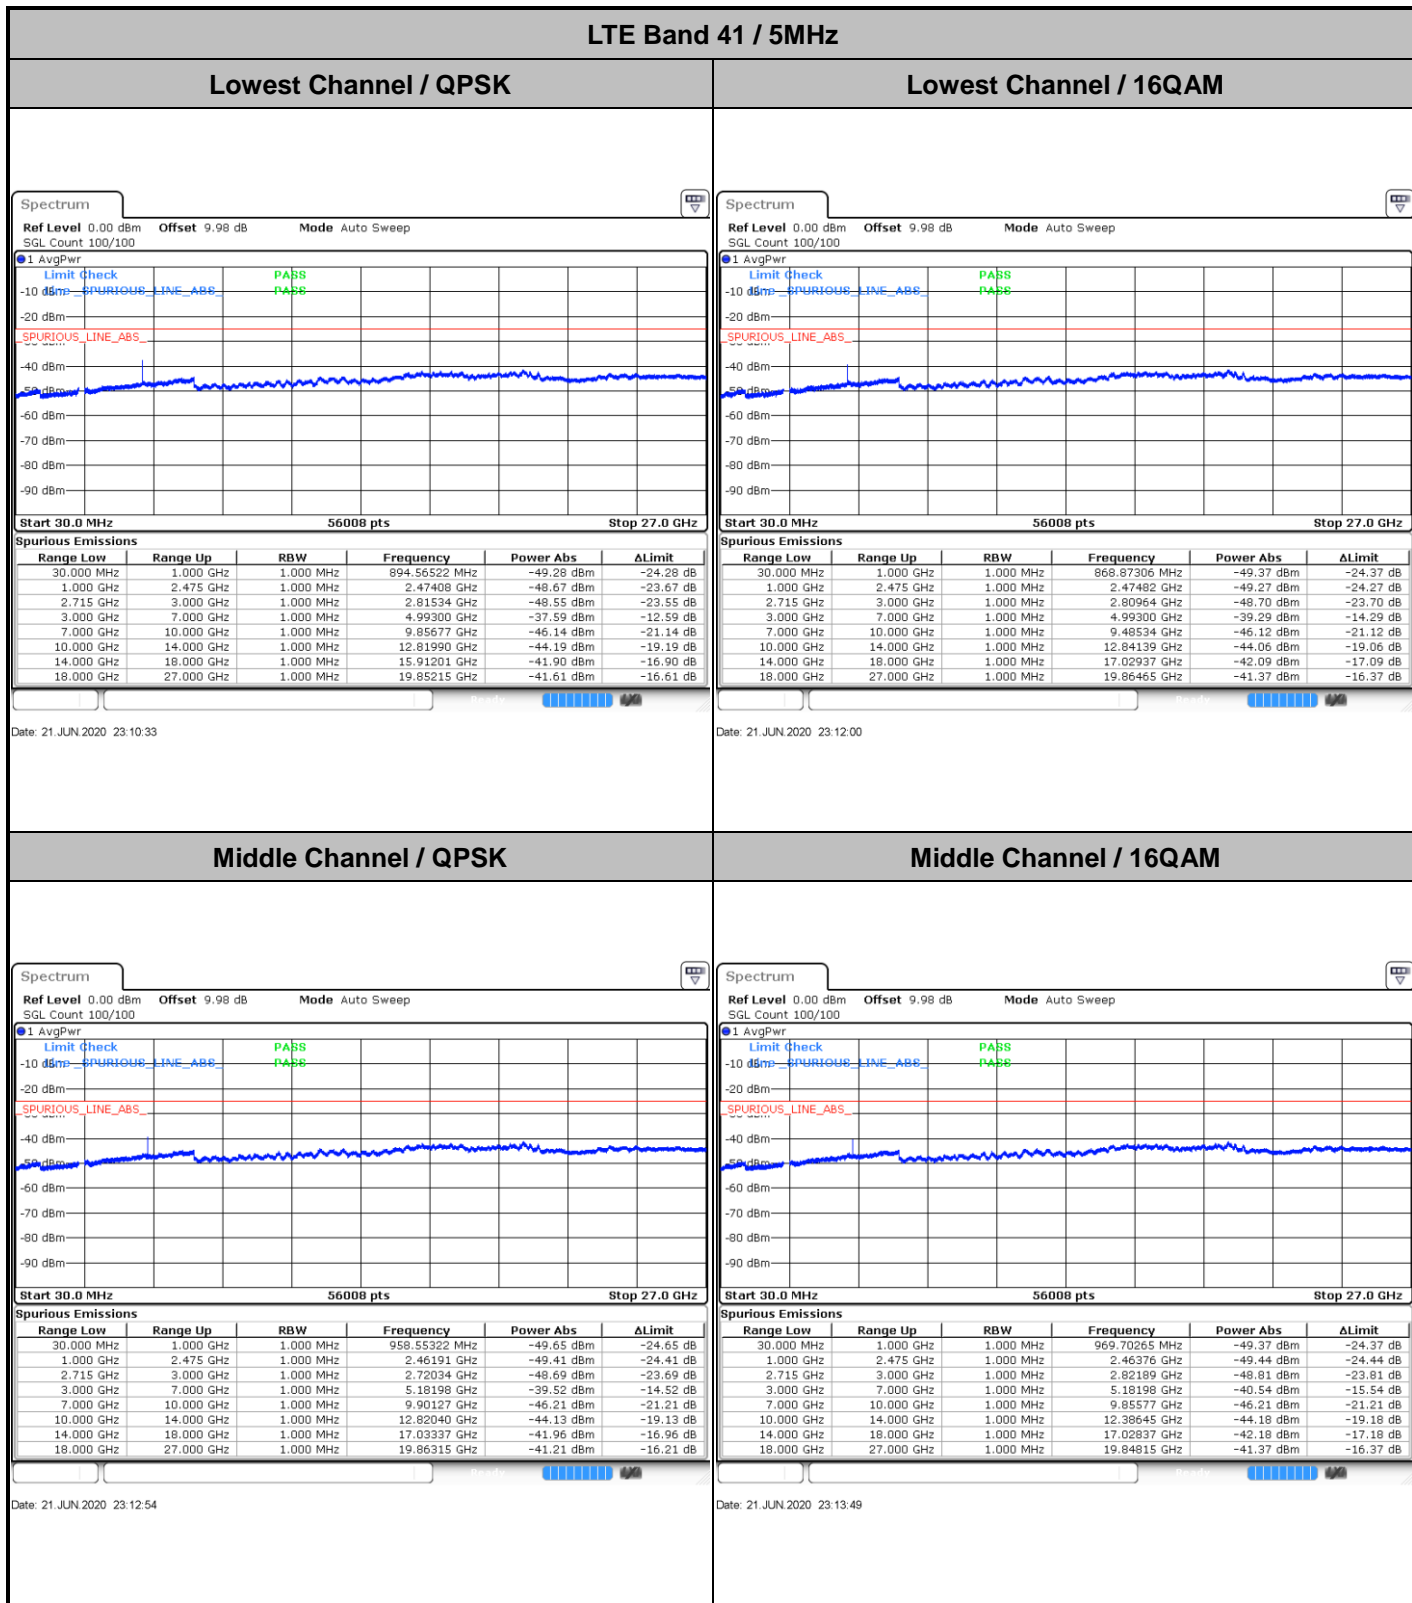 LTE Band 41 / 5MHz
Lowest Channel / QPSK
Lowest Channel / 16QAM
Spectrum
Ref Level 0.00 dBm Offset 9.98 dB Mode Auto Sweep
SGL Count 100/100
1 AvgPwr
Limit Check PASS
Line _SPURIOUS_LINE_ABS_ PASS
-10 dBm
-20 dBm
_SPURIOUS_LINE_ABS_
-30 dBm
-40 dBm
-50 dBm
-60 dBm
-70 dBm
-80 dBm
-90 dBm
Start 30.0 MHz 56008 pts Stop 27.0 GHz
Spurious Emissions
Range Low Range Up RBW Frequency Power Abs ΔLimit
30.000 MHz 1.000 GHz 1.000 MHz 894.56522 MHz -49.28 dBm -24.28 dB
1.000 GHz 2.475 GHz 1.000 MHz 2.47408 GHz -48.67 dBm -23.67 dB
2.715 GHz 3.000 GHz 1.000 MHz 2.81534 GHz -48.55 dBm -23.55 dB
3.000 GHz 7.000 GHz 1.000 MHz 4.99300 GHz -37.59 dBm -12.59 dB
7.000 GHz 10.000 GHz 1.000 MHz 9.85677 GHz -46.14 dBm -21.14 dB
10.000 GHz 14.000 GHz 1.000 MHz 12.81990 GHz -44.19 dBm -19.19 dB
14.000 GHz 18.000 GHz 1.000 MHz 15.91201 GHz -41.90 dBm -16.90 dB
18.000 GHz 27.000 GHz 1.000 MHz 19.85215 GHz -41.61 dBm -16.61 dB
Ready
Date: 21.JUN.2020 23:10:33
Spectrum
Ref Level 0.00 dBm Offset 9.98 dB Mode Auto Sweep
SGL Count 100/100
1 AvgPwr
Limit Check PASS
Line _SPURIOUS_LINE_ABS_ PASS
-10 dBm
-20 dBm
_SPURIOUS_LINE_ABS_
-30 dBm
-40 dBm
-50 dBm
-60 dBm
-70 dBm
-80 dBm
-90 dBm
Start 30.0 MHz 56008 pts Stop 27.0 GHz
Spurious Emissions
Range Low Range Up RBW Frequency Power Abs ΔLimit
30.000 MHz 1.000 GHz 1.000 MHz 868.87306 MHz -49.37 dBm -24.37 dB
1.000 GHz 2.475 GHz 1.000 MHz 2.47482 GHz -49.27 dBm -24.27 dB
2.715 GHz 3.000 GHz 1.000 MHz 2.80964 GHz -48.70 dBm -23.70 dB
3.000 GHz 7.000 GHz 1.000 MHz 4.99300 GHz -39.29 dBm -14.29 dB
7.000 GHz 10.000 GHz 1.000 MHz 9.48534 GHz -46.12 dBm -21.12 dB
10.000 GHz 14.000 GHz 1.000 MHz 12.84139 GHz -44.06 dBm -19.06 dB
14.000 GHz 18.000 GHz 1.000 MHz 17.02937 GHz -42.09 dBm -17.09 dB
18.000 GHz 27.000 GHz 1.000 MHz 19.86465 GHz -41.37 dBm -16.37 dB
Ready
Date: 21.JUN.2020 23:12:00
Middle Channel / QPSK
Middle Channel / 16QAM
Spectrum
Ref Level 0.00 dBm Offset 9.98 dB Mode Auto Sweep
SGL Count 100/100
1 AvgPwr
Limit Check PASS
Line _SPURIOUS_LINE_ABS_ PASS
-10 dBm
-20 dBm
_SPURIOUS_LINE_ABS_
-30 dBm
-40 dBm
-50 dBm
-60 dBm
-70 dBm
-80 dBm
-90 dBm
Start 30.0 MHz 56008 pts Stop 27.0 GHz
Spurious Emissions
Range Low Range Up RBW Frequency Power Abs ΔLimit
30.000 MHz 1.000 GHz 1.000 MHz 958.55322 MHz -49.65 dBm -24.65 dB
1.000 GHz 2.475 GHz 1.000 MHz 2.46191 GHz -49.41 dBm -24.41 dB
2.715 GHz 3.000 GHz 1.000 MHz 2.72034 GHz -48.69 dBm -23.69 dB
3.000 GHz 7.000 GHz 1.000 MHz 5.18198 GHz -39.52 dBm -14.52 dB
7.000 GHz 10.000 GHz 1.000 MHz 9.90127 GHz -46.21 dBm -21.21 dB
10.000 GHz 14.000 GHz 1.000 MHz 12.82040 GHz -44.13 dBm -19.13 dB
14.000 GHz 18.000 GHz 1.000 MHz 17.03337 GHz -41.96 dBm -16.96 dB
18.000 GHz 27.000 GHz 1.000 MHz 19.86315 GHz -41.21 dBm -16.21 dB
Ready
Date: 21.JUN.2020 23:12:54
Spectrum
Ref Level 0.00 dBm Offset 9.98 dB Mode Auto Sweep
SGL Count 100/100
1 AvgPwr
Limit Check PASS
Line _SPURIOUS_LINE_ABS_ PASS
-10 dBm
-20 dBm
_SPURIOUS_LINE_ABS_
-30 dBm
-40 dBm
-50 dBm
-60 dBm
-70 dBm
-80 dBm
-90 dBm
Start 30.0 MHz 56008 pts Stop 27.0 GHz
Spurious Emissions
Range Low Range Up RBW Frequency Power Abs ΔLimit
30.000 MHz 1.000 GHz 1.000 MHz 969.70265 MHz -49.37 dBm -24.37 dB
1.000 GHz 2.475 GHz 1.000 MHz 2.46376 GHz -49.44 dBm -24.44 dB
2.715 GHz 3.000 GHz 1.000 MHz 2.82189 GHz -48.81 dBm -23.81 dB
3.000 GHz 7.000 GHz 1.000 MHz 5.18198 GHz -40.54 dBm -15.54 dB
7.000 GHz 10.000 GHz 1.000 MHz 9.85577 GHz -46.21 dBm -21.21 dB
10.000 GHz 14.000 GHz 1.000 MHz 12.38645 GHz -44.18 dBm -19.18 dB
14.000 GHz 18.000 GHz 1.000 MHz 17.02837 GHz -42.18 dBm -17.18 dB
18.000 GHz 27.000 GHz 1.000 MHz 19.84815 GHz -41.37 dBm -16.37 dB
Ready
Date: 21.JUN.2020 23:13:49